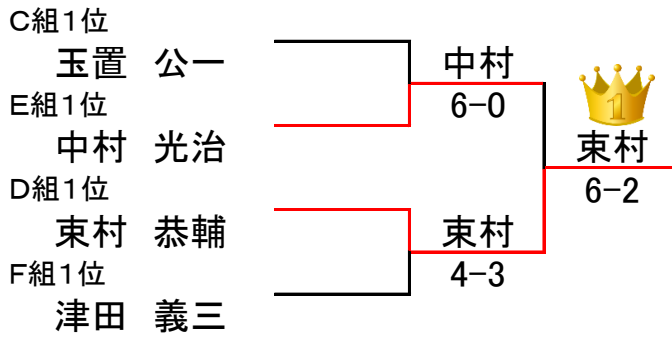 C組1位
玉置 公一
E組1位
中村 光治
D組1位
東村 恭輔
F組1位
津田 義三
中村
6-0
東村
4-3
1
東村
6-2